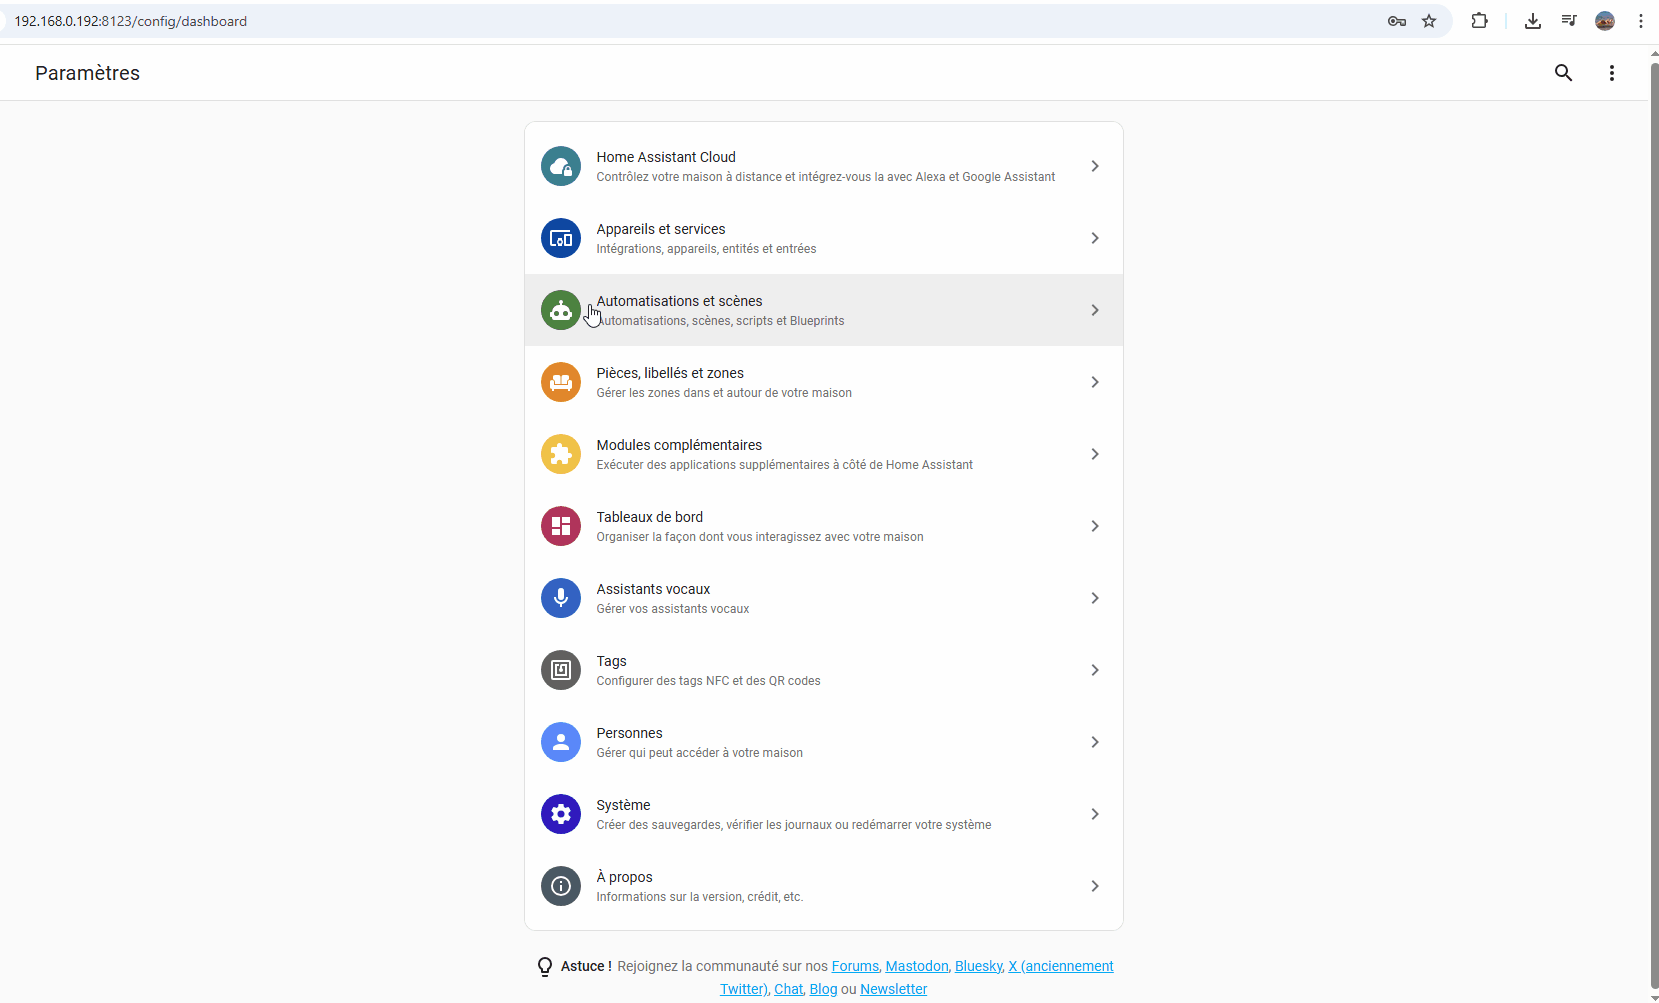 192.168.0.192:8123/config/dashboard
Paramètres
Home Assistant Cloud
Contrôlez votre maison à distance et intégrez-vous la avec Alexa et Google Assistant
Appareils et services
Intégrations, appareils, entités et entrées
Automatisations et scènes
Automatisations, scènes, scripts et Blueprints
Pièces, libellés et zones
Gérer les zones dans et autour de votre maison
Modules complémentaires
Exécuter des applications supplémentaires à côté de Home Assistant
Tableaux de bord
Organiser la façon dont vous interagissez avec votre maison
Assistants vocaux
Gérer vos assistants vocaux
Tags
Configurer des tags NFC et des QR codes
Personnes
Gérer qui peut accéder à votre maison
Système
Créer des sauvegardes, vérifier les journaux ou redémarrer votre système
À propos
Informations sur la version, crédit, etc.
Astuce ! Rejoignez la communauté sur nos Forums, Mastodon, Bluesky, X (anciennement
Twitter), Chat, Blog ou Newsletter